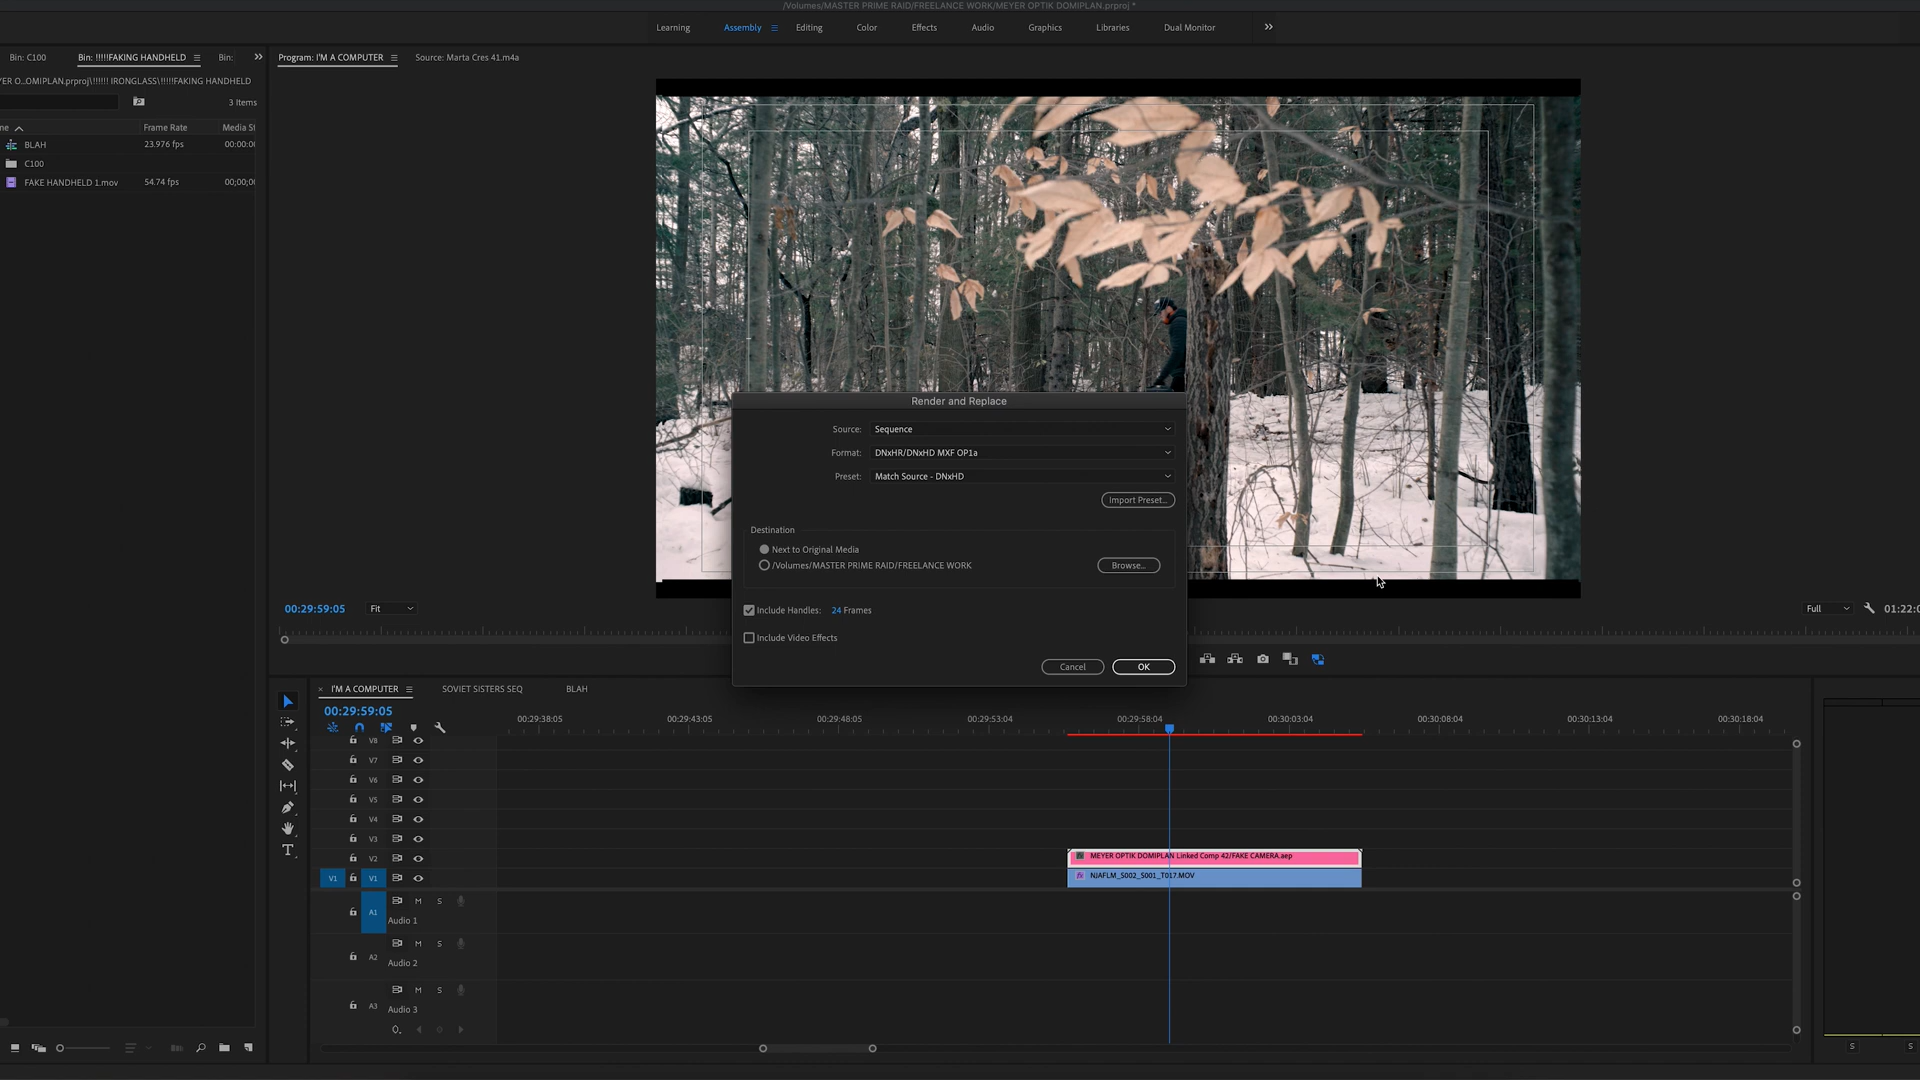 /Volumes/MASTER PRIME RAID/FREELANCE WORK/MEYER OPTIK DOMIPLAN.prproj *
Learning Assembly Editing Color Effects Audio Graphics Libraries Dual Monitor
Bin: C100 Bin: !!!!!FAKING HANDHELD Bin:
Program: I'M A COMPUTER Source: Marta Cres 41.m4a
ER O...OMIPLAN.prproj\!!!!!! IRONGLASS\!!!!!FAKING HANDHELD
3 Items
ne Frame Rate Media St
BLAH 23.976 fps 00:00:00
C100
FAKE HANDHELD 1.mov 54.74 fps 00;00;0
Render and Replace
Source: Sequence
Format: DNxHR/DNxHD MXF OP1a
Preset: Match Source - DNxHD
Import Preset...
Destination
Next to Original Media
/Volumes/MASTER PRIME RAID/FREELANCE WORK Browse...
Include Handles: 24 Frames
Include Video Effects
Cancel OK
00:29:59:05 Fit Full 01:22:0
I'M A COMPUTER SOVIET SISTERS SEQ BLAH
00:29:59:05
00:29:38:05 00:29:43:05 00:29:48:05 00:29:53:04 00:29:58:04 00:30:03:04 00:30:08:04 00:30:13:04 00:30:18:04
V8
V7
V6
V5
V4
V3
V2 MEYER OPTIK DOMIPLAN Linked Comp 42/FAKE CAMERA.aep
V1 V1 NJAFLM_S002_S001_T017.MOV
A1 M S
Audio 1
A2 M S
Audio 2
A3 M S
Audio 3
S S